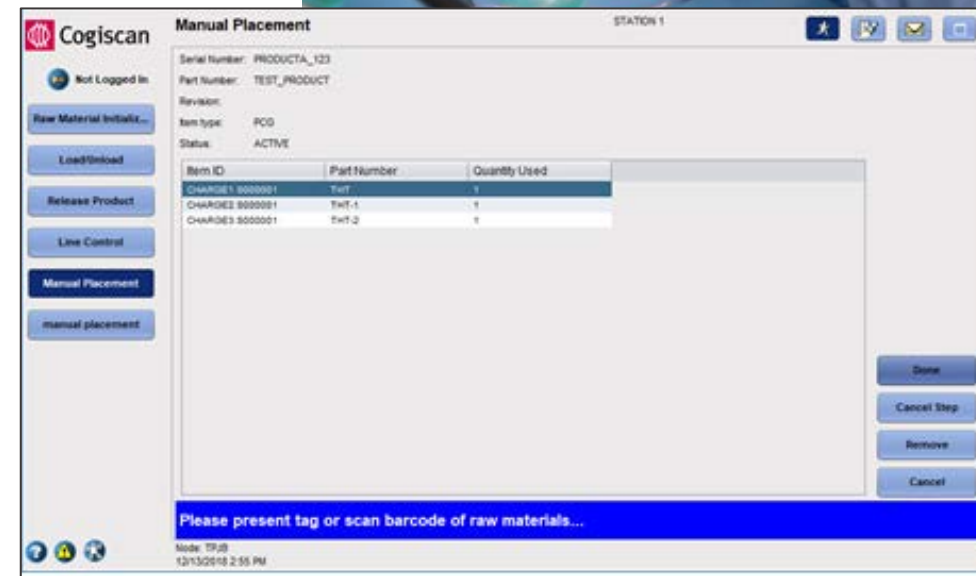 Cogiscan
Manual Placement
STATION 1
Not Logged In
Serial Number: PRODUCTA_123
Part Number: TEST_PRODUCT
Revision:
Item type: PCG
Status: ACTIVE
Raw Material Initializ...
Load/Unload
Release Product
Line Control
Manual Placement
manual placement
Item ID Part Number Quantity Used
CHARGE1:S000001 THT 1
CHARGE2:S000001 THT-1 1
CHARGE3:S000001 THT-2 1
Done
Cancel Step
Remove
Cancel
Please present tag or scan barcode of raw materials...
Node: TPJB
12/13/2018 2:55 PM